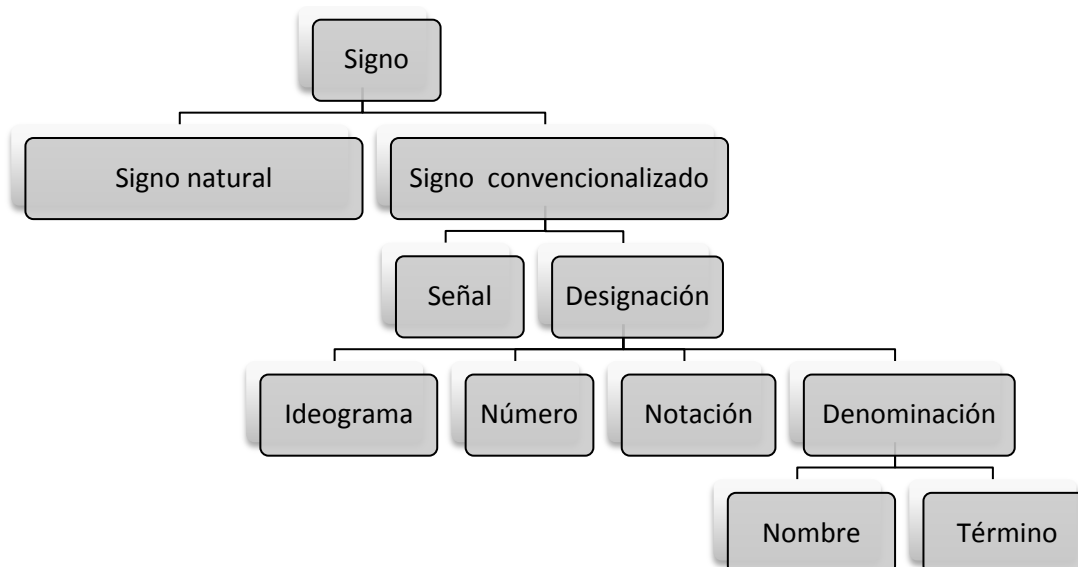 Signo
Signo natural
Signo convencionalizado
Señal
Designación
Ideograma
Número
Notación
Denominación
Nombre
Término